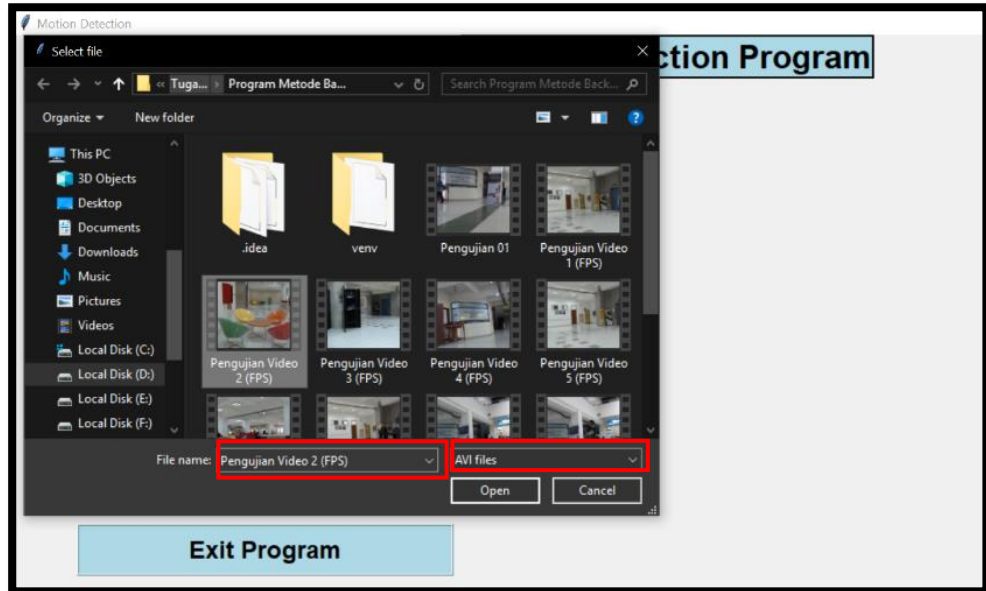 Motion Detection
ction Program
Select file
« Tuga... › Program Metode Ba...
Search Program Metode Back...
Organize
New folder
This PC
3D Objects
Desktop
Documents
Downloads
Music
Pictures
Videos
Local Disk (C:)
Local Disk (D:)
Local Disk (E:)
Local Disk (F:)
.idea
venv
Pengujian 01
Pengujian Video
1 (FPS)
Pengujian Video
2 (FPS)
Pengujian Video
3 (FPS)
Pengujian Video
4 (FPS)
Pengujian Video
5 (FPS)
File name: Pengujian Video 2 (FPS)
AVI files
Open
Cancel
Exit Program